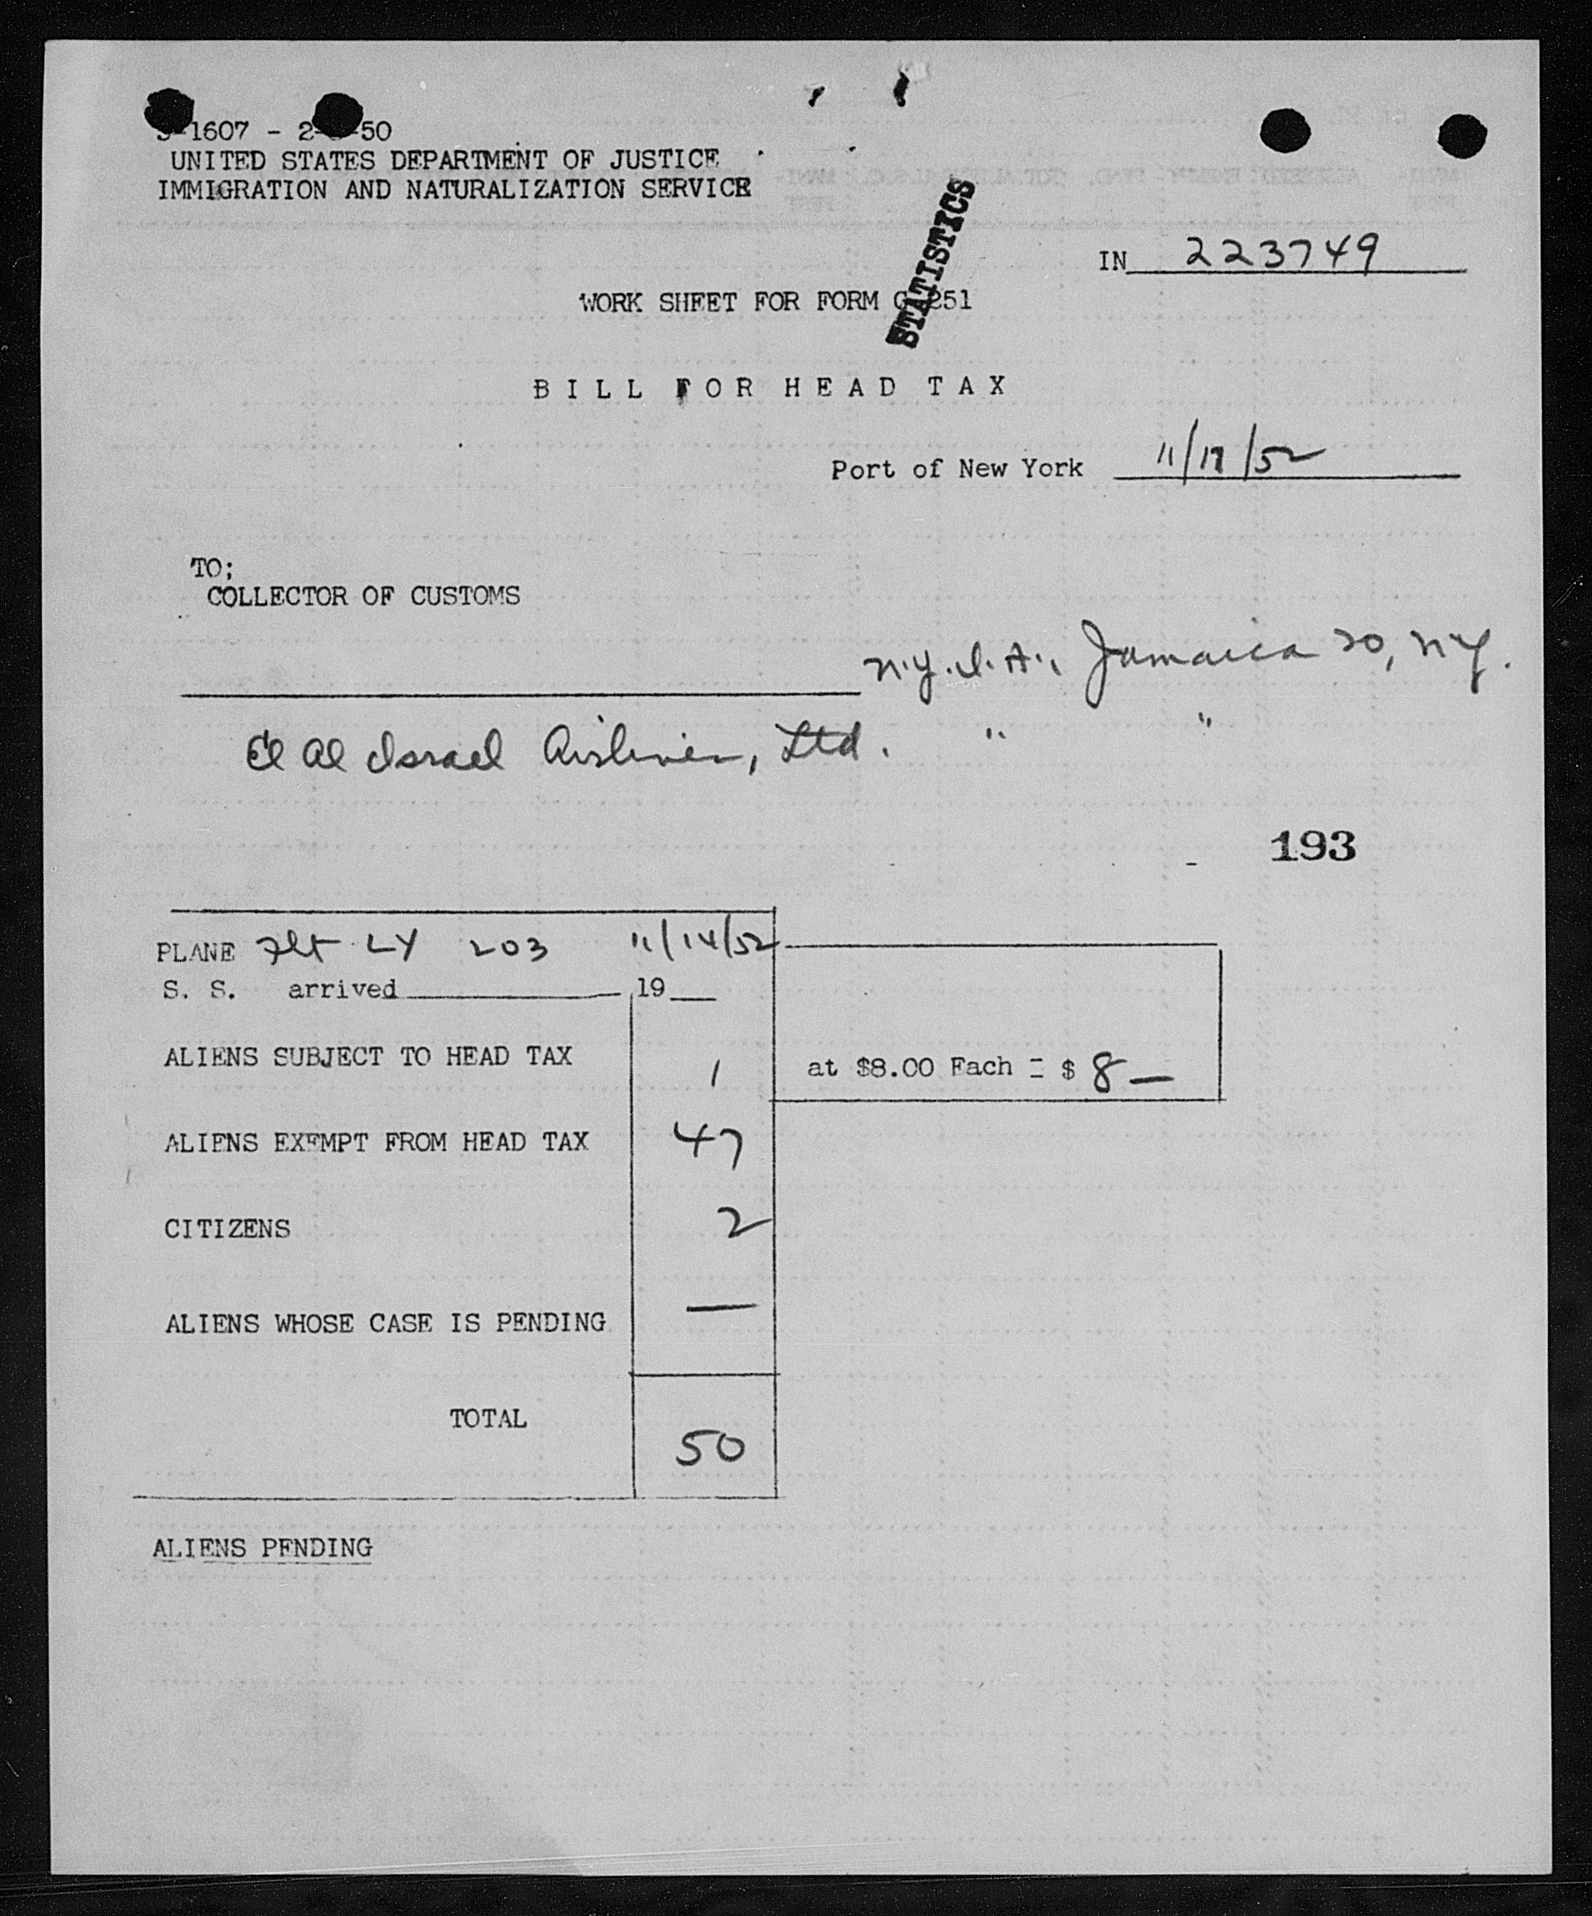 1607 - 2 50
UNITED STATES DEPARTMENT OF JUSTICE
IMMIGRATION AND NATURALIZATION SERVICE
STATISTICS
IN 223749
WORK SHEET FOR FORM G-251
BILL FOR HEAD TAX
Port of New York 11/17/52
TO;
COLLECTOR OF CUSTOMS
N.Y.I.A., Jamaica 20, NY.
El Al Israel Airlines, Ltd. " "
193
PLANE Flt LY 203 11/14/52
S. S. arrived 19
ALIENS SUBJECT TO HEAD TAX 1 at $8.00 Each = $ 8—
ALIENS EXEMPT FROM HEAD TAX 47
CITIZENS 2
ALIENS WHOSE CASE IS PENDING —
TOTAL 50
ALIENS PENDING